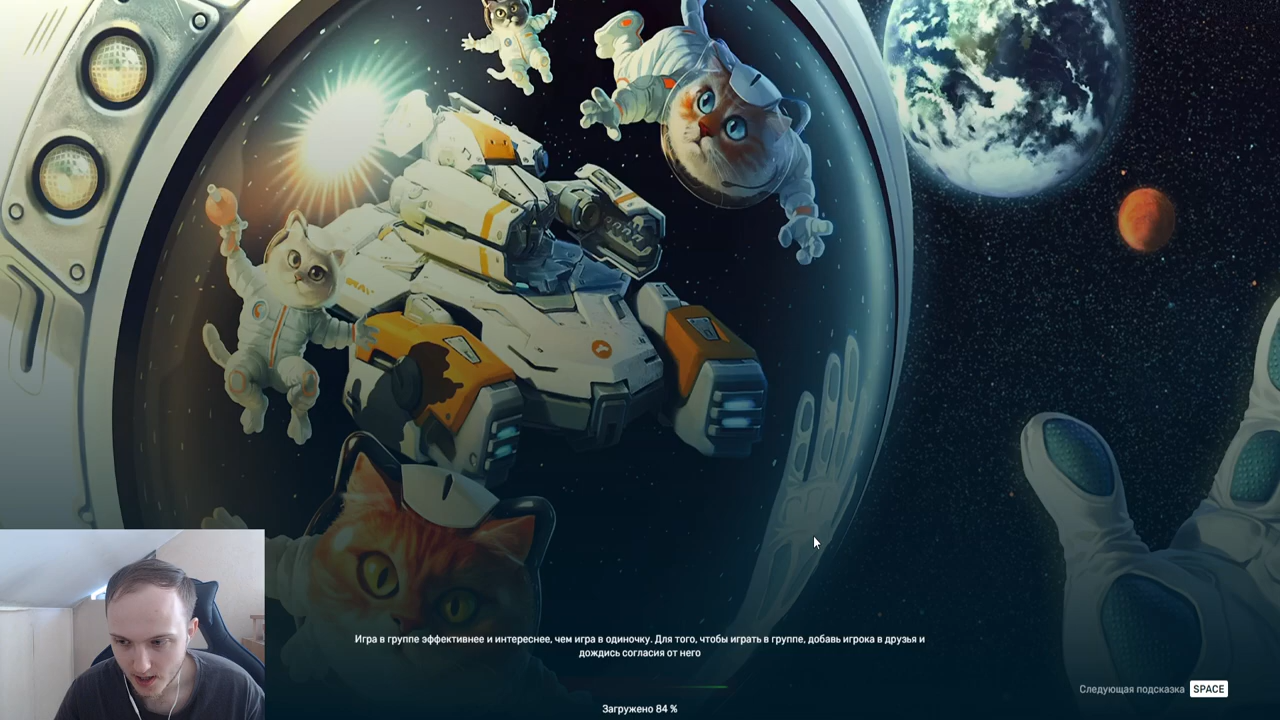 Игра в группе эффективнее и интереснее, чем игра в одиночку. Для того, чтобы играть в группе, добавь игрока в друзья и
дождись согласия от него
Следующая подсказка SPACE
Загружено 84 %